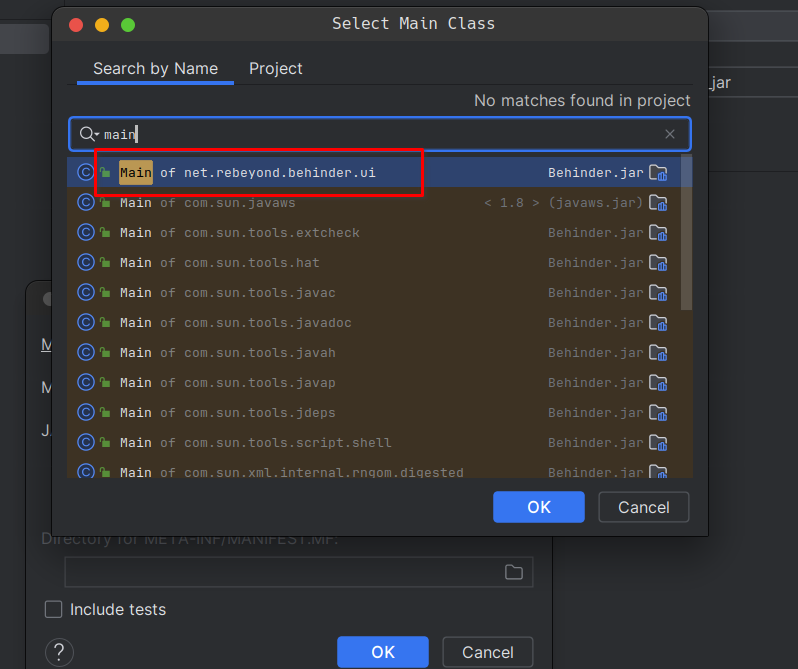 Select Main Class
Search by Name Project
No matches found in project
main
Main of net.rebeyond.behinder.ui Behinder.jar
Main of com.sun.javaws < 1.8 > (javaws.jar)
Main of com.sun.tools.extcheck Behinder.jar
Main of com.sun.tools.hat Behinder.jar
Main of com.sun.tools.javac Behinder.jar
Main of com.sun.tools.javadoc Behinder.jar
Main of com.sun.tools.javah Behinder.jar
Main of com.sun.tools.javap Behinder.jar
Main of com.sun.tools.jdeps Behinder.jar
Main of com.sun.tools.script.shell Behinder.jar
Main of com.sun.xml.internal.rngom.digested Behinder.jar
OK Cancel
_jar
M
M
J
Directory for META-INF/MANIFEST.MF:
Include tests
? OK Cancel